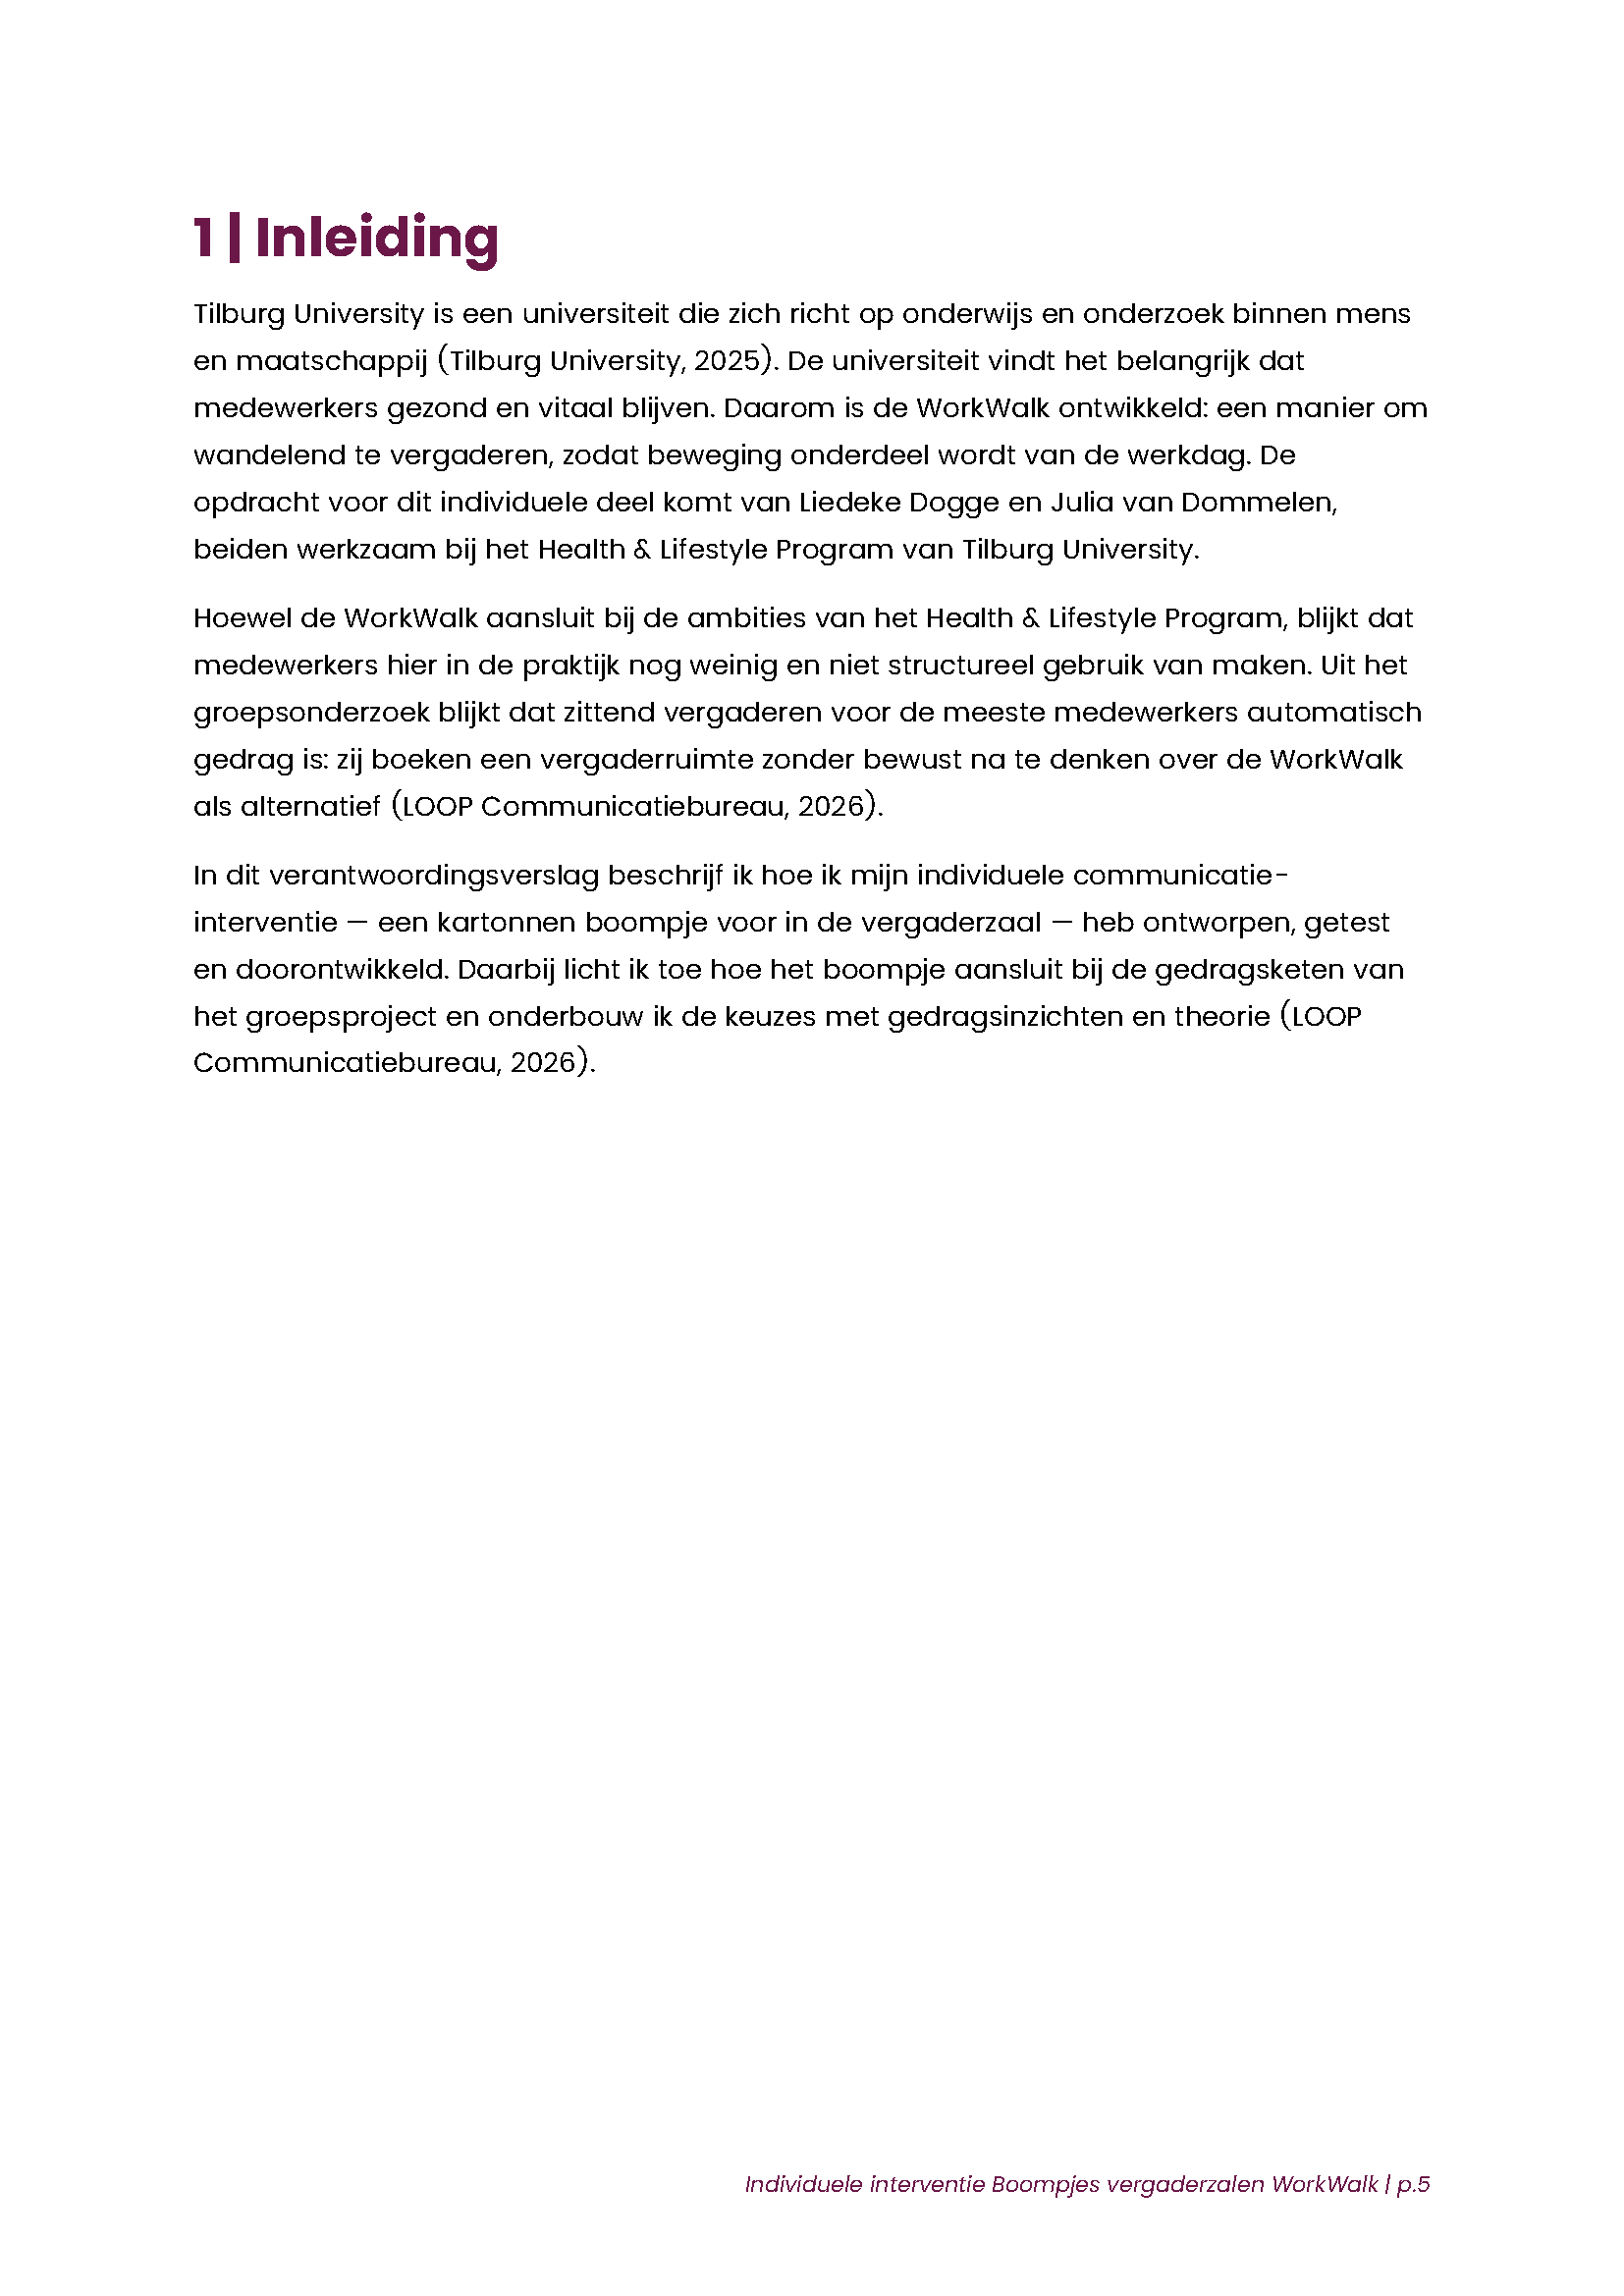 1 | Inleiding
Tilburg University is een universiteit die zich richt op onderwijs en onderzoek binnen mens
en maatschappij (Tilburg University, 2025). De universiteit vindt het belangrijk dat
medewerkers gezond en vitaal blijven. Daarom is de WorkWalk ontwikkeld: een manier om
wandelend te vergaderen, zodat beweging onderdeel wordt van de werkdag. De
opdracht voor dit individuele deel komt van Liedeke Dogge en Julia van Dommelen,
beiden werkzaam bij het Health & Lifestyle Program van Tilburg University.
Hoewel de WorkWalk aansluit bij de ambities van het Health & Lifestyle Program, blijkt dat
medewerkers hier in de praktijk nog weinig en niet structureel gebruik van maken. Uit het
groepsonderzoek blijkt dat zittend vergaderen voor de meeste medewerkers automatisch
gedrag is: zij boeken een vergaderruimte zonder bewust na te denken over de WorkWalk
als alternatief (LOOP Communicatiebureau, 2026).
In dit verantwoordingsverslag beschrijf ik hoe ik mijn individuele communicatie-
interventie — een kartonnen boompje voor in de vergaderzaal — heb ontworpen, getest
en doorontwikkeld. Daarbij licht ik toe hoe het boompje aansluit bij de gedragsketen van
het groepsproject en onderbouw ik de keuzes met gedragsinzichten en theorie (LOOP
Communicatiebureau, 2026).
Individuele interventie Boompjes vergaderzalen WorkWalk | p.5